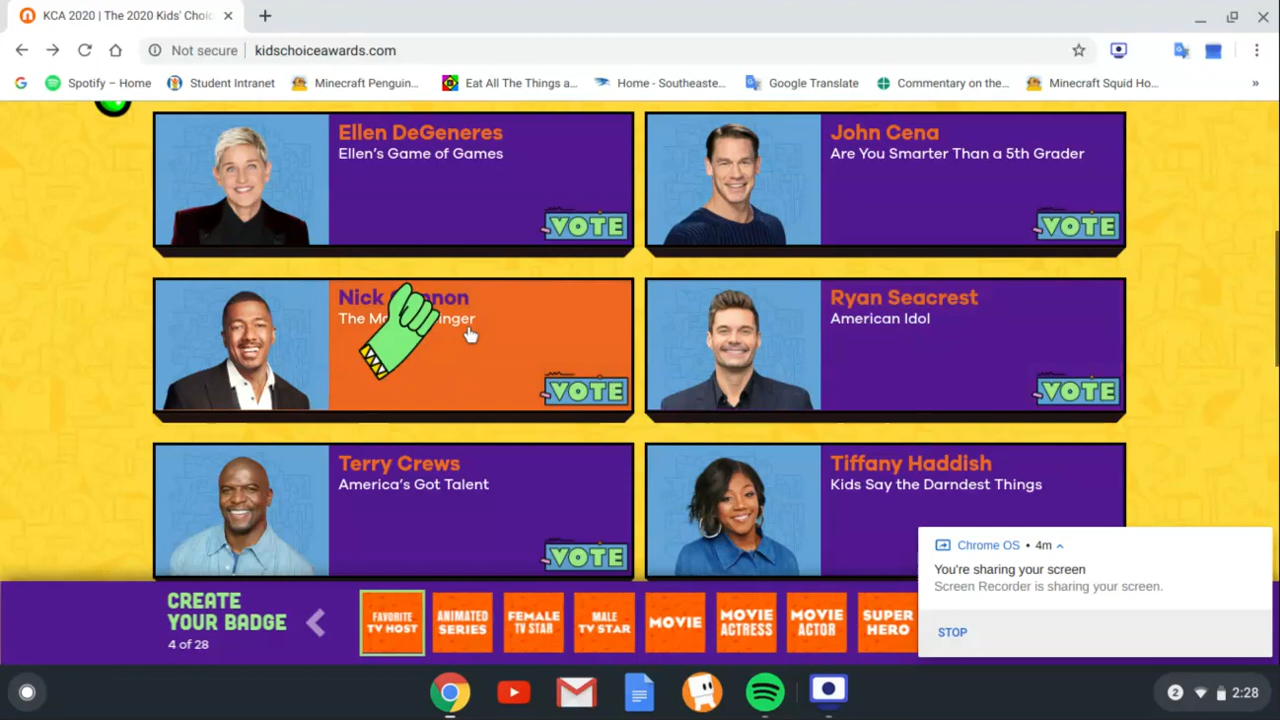 KCA 2020 | The 2020 Kids' Choic
Not secure
kidschoiceawards.com
Spotify – Home
Student Intranet
Minecraft Penguin...
Eat All The Things a...
Home - Southeaste...
Google Translate
Commentary on the...
Minecraft Squid Ho...
»
Ellen DeGeneres
Ellen's Game of Games
VOTE
John Cena
Are You Smarter Than a 5th Grader
VOTE
Nick
The
VOTE
Ryan Seacrest
American Idol
VOTE
Terry Crews
America's Got Talent
VOTE
Tiffany Haddish
Kids Say the Darndest Things
Chrome OS • 4m
You're sharing your screen
Screen Recorder is sharing your screen.
STOP
CREATE
YOUR BADGE
4 of 28
FAVORITE
TV HOST
ANIMATED
SERIES
FEMALE
TV STAR
MALE
TV STAR
MOVIE
MOVIE
ACTRESS
MOVIE
ACTOR
SUPER
HERO
2
2:28